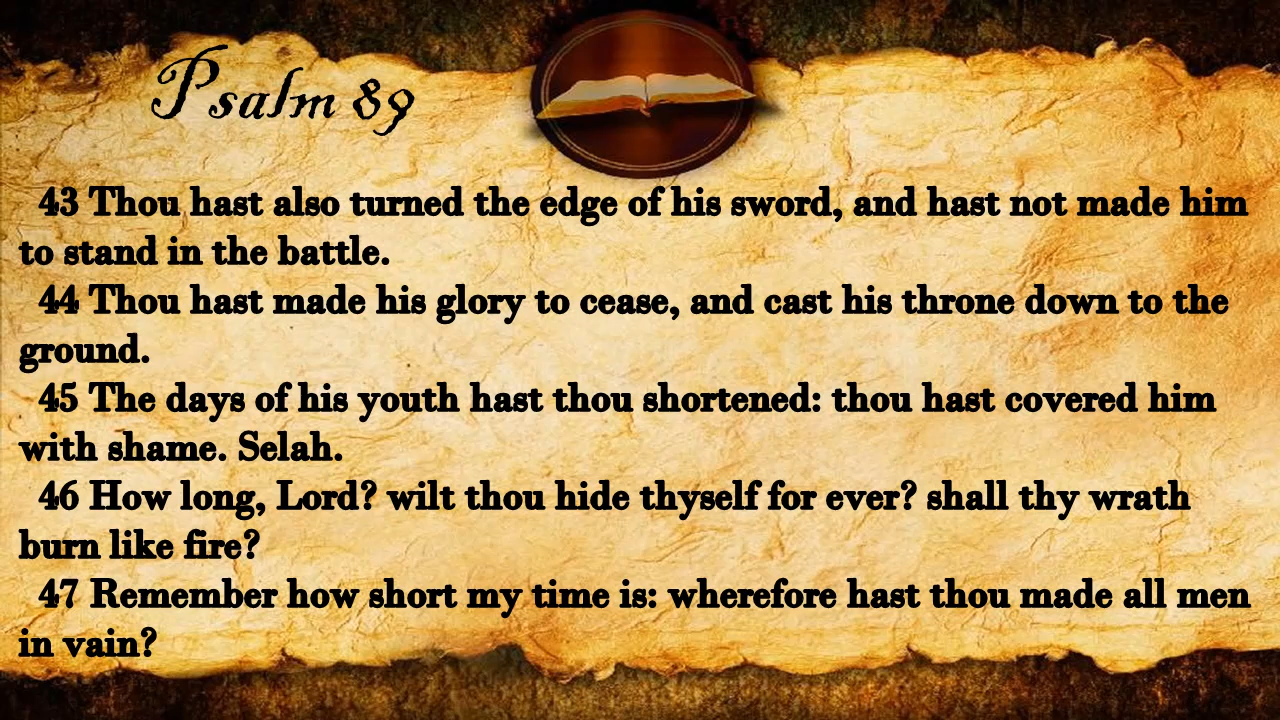 Psalm 89
43 Thou hast also turned the edge of his sword, and hast not made him
to stand in the battle.
44 Thou hast made his glory to cease, and cast his throne down to the
ground.
45 The days of his youth hast thou shortened: thou hast covered him
with shame. Selah.
46 How long, Lord? wilt thou hide thyself for ever? shall thy wrath
burn like fire?
47 Remember how short my time is: wherefore hast thou made all men
in vain?